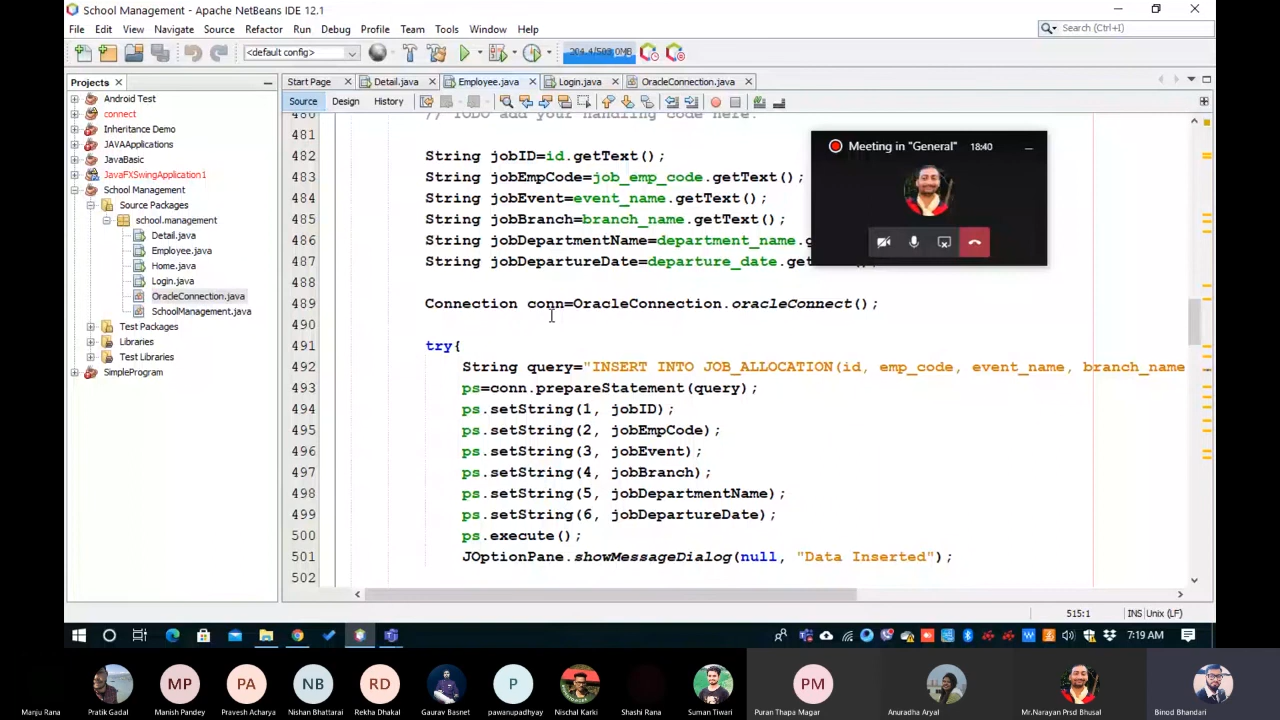 School Management - Apache NetBeans IDE 12.1
File Edit View Navigate Source Refactor Run Debug Profile Team Tools Window Help
Search (Ctrl+I)
<default config>
204.4/509.0MB
Projects
Start Page
Detail.java
Employee.java
Login.java
OracleConnection.java
Source Design History
Android Test
connect
Inheritance Demo
JAVAApplications
JavaBasic
JavaFXSwingApplication1
School Management
Source Packages
school.management
Detail.java
Employee.java
Home.java
Login.java
OracleConnection.java
SchoolManagement.java
Test Packages
Libraries
Test Libraries
SimpleProgram
480 // TODO add your handling code here:
481
482 String jobID=id.getText();
483 String jobEmpCode=job_emp_code.getText();
484 String jobEvent=event_name.getText();
485 String jobBranch=branch_name.getText();
486 String jobDepartmentName=department_name.g
487 String jobDepartureDate=departure_date.get
488
489 Connection conn=OracleConnection.oracleConnect();
490
491 try{
492 String query="INSERT INTO JOB_ALLOCATION(id, emp_code, event_name, branch_name
493 ps=conn.prepareStatement(query);
494 ps.setString(1, jobID);
495 ps.setString(2, jobEmpCode);
496 ps.setString(3, jobEvent);
497 ps.setString(4, jobBranch);
498 ps.setString(5, jobDepartmentName);
499 ps.setString(6, jobDepartureDate);
500 ps.execute();
501 JOptionPane.showMessageDialog(null, "Data Inserted");
502
Meeting in "General" 18:40
515:1 INS Unix (LF)
7:19 AM
MP PA NB RD P PM
Manju Rana
Pratik Gadal
Manish Pandey
Pravesh Acharya
Nishan Bhattarai
Rekha Dhakal
Gaurav Basnet
pawanupadhyay
Nischal Karki
Shashi Rana
Suman Tiwari
Puran Thapa Magar
Anuradha Aryal
Mr.Narayan Prsd Bhusal
Binod Bhandari